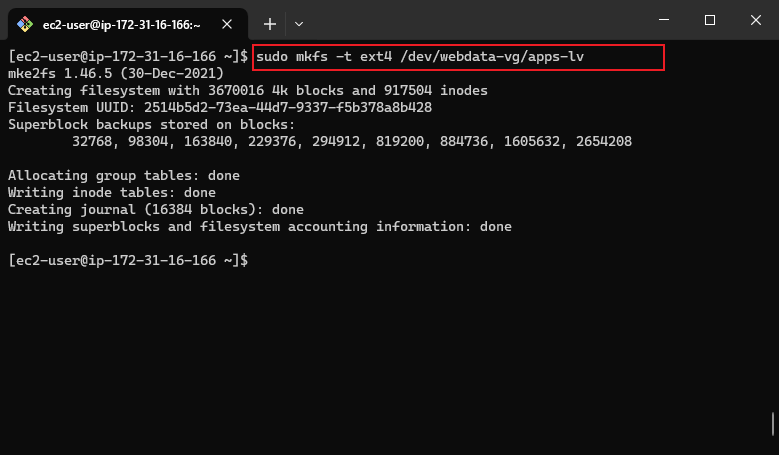 ec2-user@ip-172-31-16-166:~
[ec2-user@ip-172-31-16-166 ~]$ sudo mkfs -t ext4 /dev/webdata-vg/apps-lv
mke2fs 1.46.5 (30-Dec-2021)
Creating filesystem with 3670016 4k blocks and 917504 inodes
Filesystem UUID: 2514b5d2-73ea-44d7-9337-f5b378a8b428
Superblock backups stored on blocks:
        32768, 98304, 163840, 229376, 294912, 819200, 884736, 1605632, 2654208
Allocating group tables: done
Writing inode tables: done
Creating journal (16384 blocks): done
Writing superblocks and filesystem accounting information: done
[ec2-user@ip-172-31-16-166 ~]$